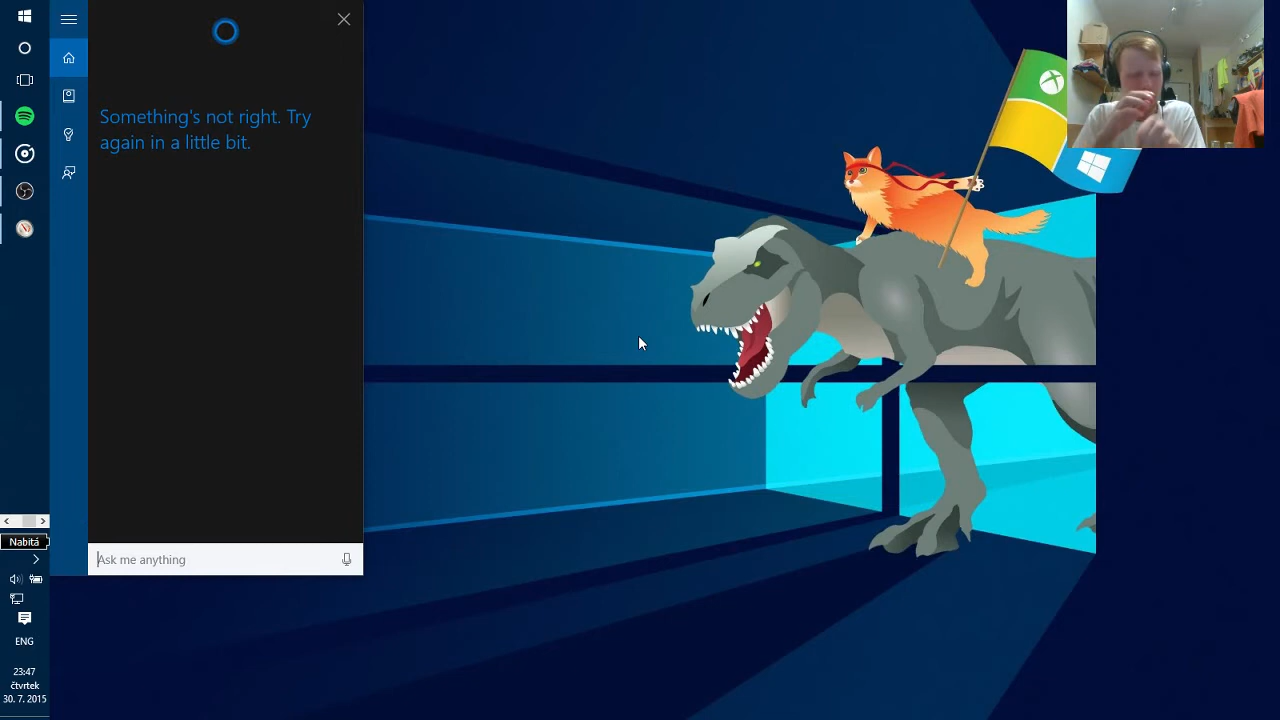 Something's not right. Try
again in a little bit.
Ask me anything
Nabitá
ENG
23:47
čtvrtek
30. 7. 2015